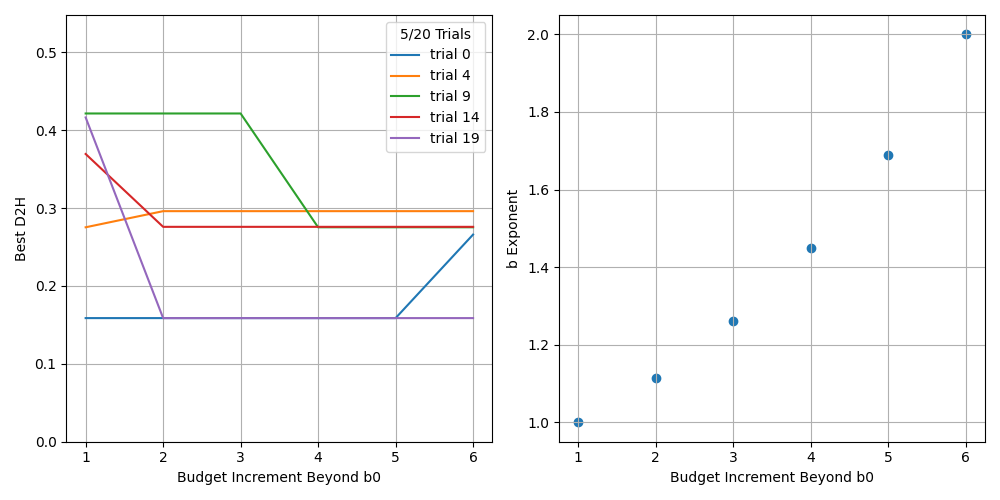 5/20 Trials
trial 0
trial 4
trial 9
trial 14
trial 19
Best D2H
0.5
0.4
0.3
0.2
0.1
0.0
1 2 3 4 5 6
Budget Increment Beyond b0
b Exponent
2.0
1.8
1.6
1.4
1.2
1.0
1 2 3 4 5 6
Budget Increment Beyond b0